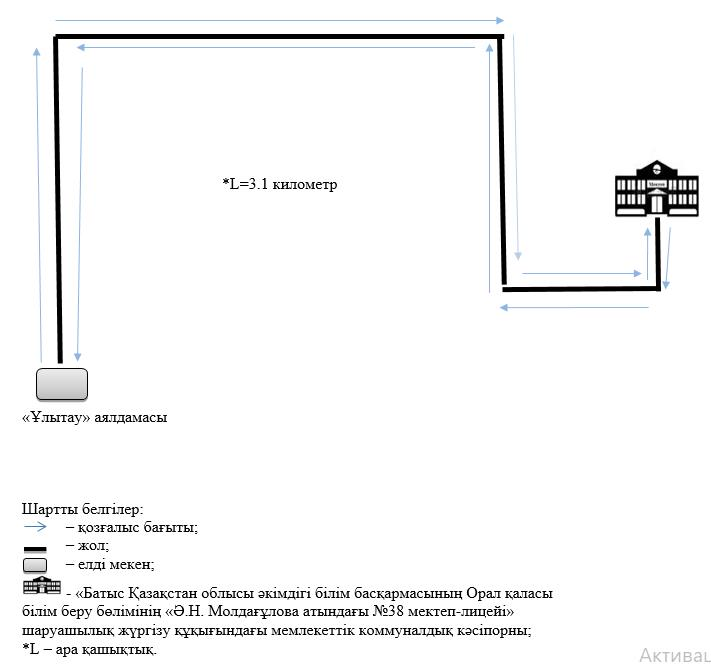 *L=3.1 километр
Мектеп
«Ұлытау» аялдамасы
Шартты белгілер:
– қозғалыс бағыты;
– жол;
– елді мекен;
- «Батыс Қазақстан облысы әкімдігі білім басқармасының Орал қаласы
білім беру бөлімінің «Ә.Н. Молдағұлова атындағы №38 мектеп-лицейі»
шаруашылық жүргізу құқығындағы мемлекеттік коммуналдық кәсіпорны;
*L – ара қашықтық.
Активац